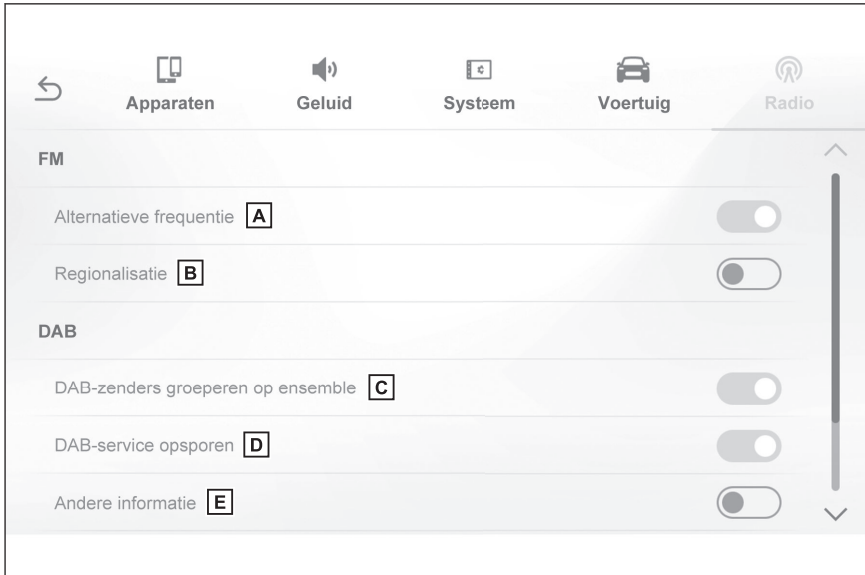 Apparaten Geluid Systeem Voertuig Radio
FM
Alternatieve frequentie A
Regionalisatie B
DAB
DAB-zenders groeperen op ensemble C
DAB-service opsporen D
Andere informatie E